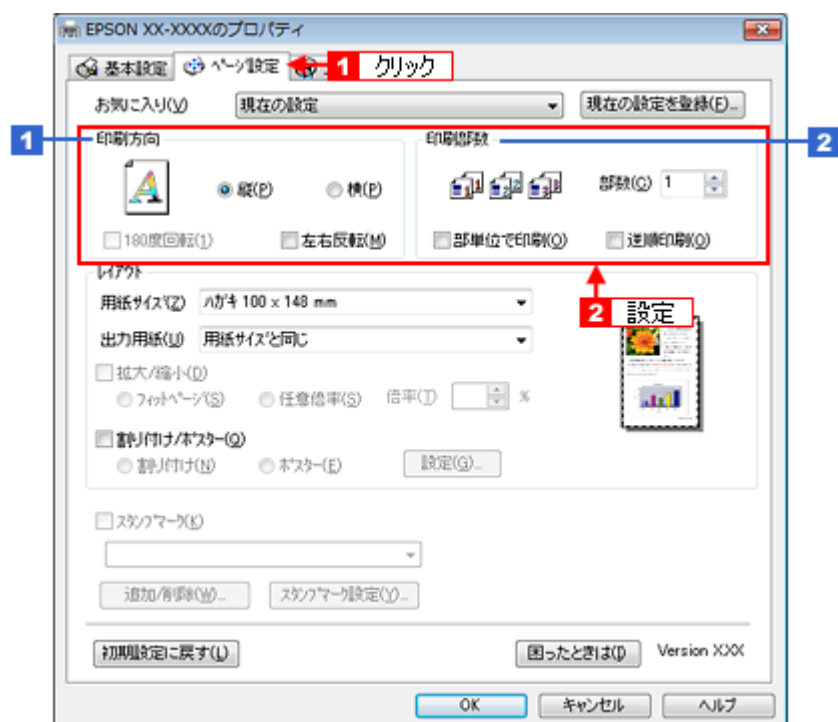 EPSON XX-XXXXのプロパティ
基本設定 ページ設定 1 クリック
お気に入り(V) 現在の設定 現在の設定を登録(F)...
1 印刷方向 印刷部数 2
縦(P) 横(P) 部数(C) 1
180度回転(1) 左右反転(M) 部単位で印刷(O) 逆順印刷(O)
レイアウト 2 設定
用紙サイズ(Z) ハガキ 100 x 148 mm
出力用紙(U) 用紙サイズと同じ
拡大/縮小(D)
フィットページ(S) 任意倍率(S) 倍率(T) %
割り付け/ポスター(Q)
割り付け(N) ポスター(E) 設定(G)...
スタンプマーク(K)
追加/削除(W)... スタンプマーク設定(Y)...
初期設定に戻す(L) 困ったときは(I) Version X.XX
OK キャンセル ヘルプ